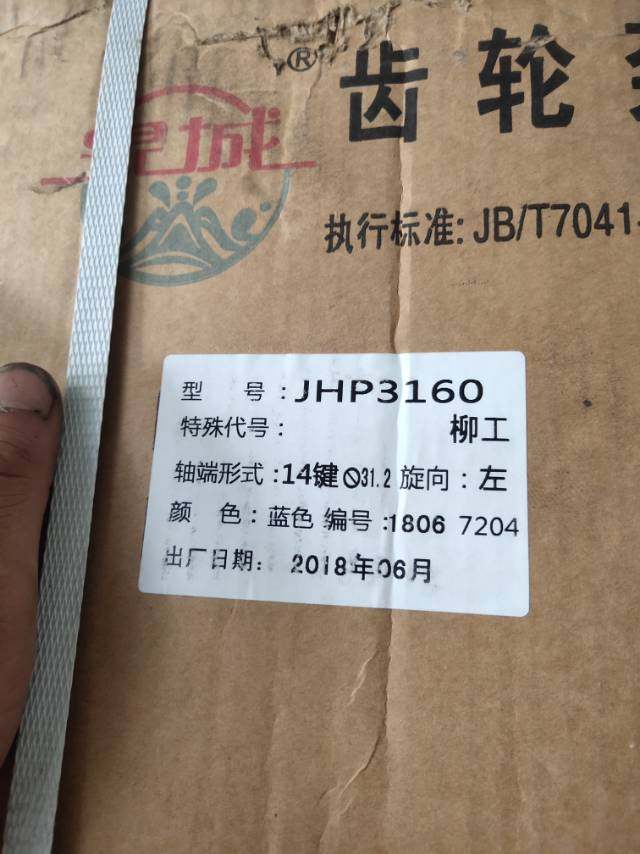 ®
城
齿轮
执行标准: JB/T7041-
型 号: JHP3160
特殊代号: 柳工
轴端形式: 14键⦸31.2 旋向: 左
颜 色: 蓝色 编号: 1806 7204
出厂日期: 2018年06月